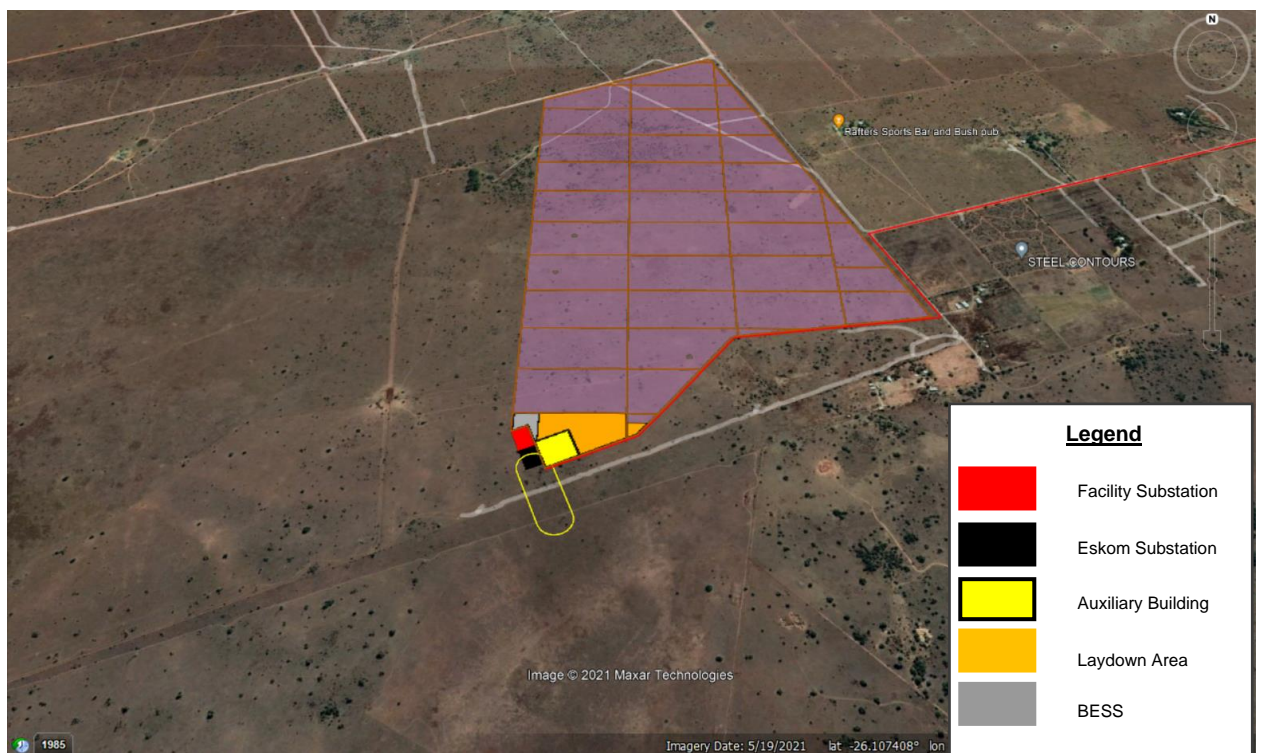 N
Rafters Sports Bar and Bush pub
STEEL CONTOURS
Legend
Facility Substation
Eskom Substation
Auxiliary Building
Laydown Area
BESS
Image © 2021 Maxar Technologies
1985
Imagery Date: 5/19/2021 lat -26.107408° lon